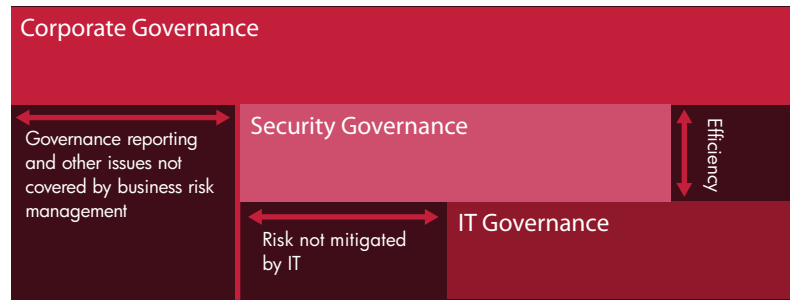 Corporate Governance
Governance reporting
and other issues not
covered by business risk
management
Security Governance
Efficiency
Risk not mitigated
by IT
IT Governance